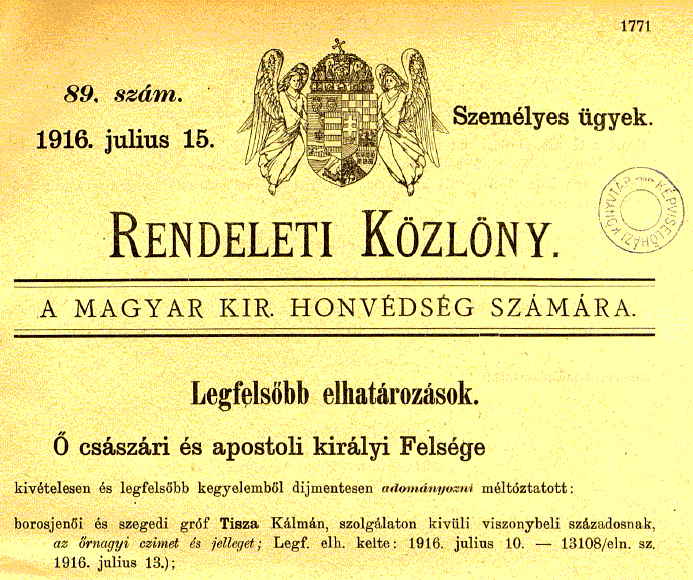 1771
89. szám.
1916. julius 15.
Személyes ügyek.
KÉPVISELŐHÁZI KÖNYVTÁR
RENDELETI KÖZLÖNY.
A MAGYAR KIR. HONVÉDSÉG SZÁMÁRA.
Legfelsőbb elhatározások.
Ő császári és apostoli királyi Felsége
kivételesen és legfelsőbb kegyelemből dijmentesen adományozni méltóztatott:
borosjenői és szegedi gróf Tisza Kálmán, szolgálaton kivüli viszonybeli századosnak,
az őrnagyi czimet és jelleget; Legf. elh. kelte: 1916. julius 10. — 13108/eln. sz.
1916. julius 13.);